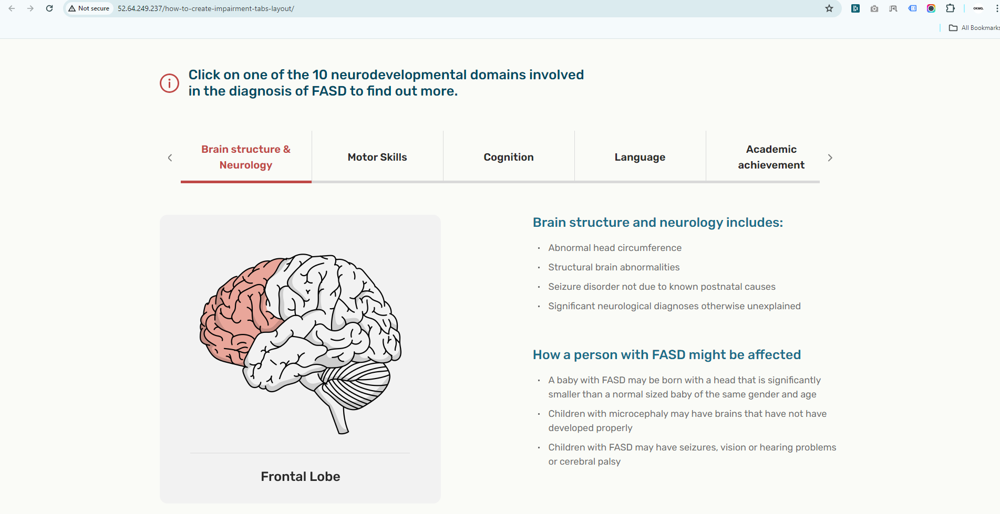 Not secure
52.64.249.237/how-to-create-impairment-tabs-layout/
OKMG.
All Bookmarks
Click on one of the 10 neurodevelopmental domains involved
in the diagnosis of FASD to find out more.
Brain structure &
Neurology
Motor Skills
Cognition
Language
Academic
achievement
Brain structure and neurology includes:
· Abnormal head circumference
· Structural brain abnormalities
· Seizure disorder not due to known postnatal causes
· Significant neurological diagnoses otherwise unexplained
How a person with FASD might be affected
· A baby with FASD may be born with a head that is significantly
smaller than a normal sized baby of the same gender and age
· Children with microcephaly may have brains that have not have
developed properly
· Children with FASD may have seizures, vision or hearing problems
or cerebral palsy
Frontal Lobe